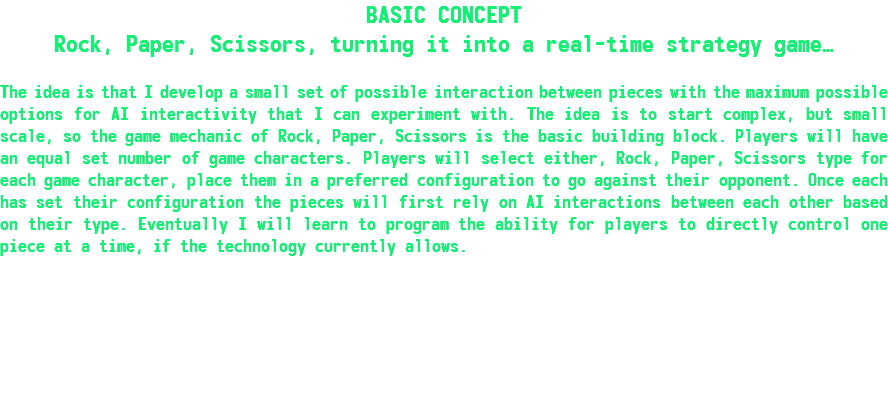 BASIC CONCEPT
Rock, Paper, Scissors, turning it into a real-time strategy game…
The idea is that I develop a small set of possible interaction between pieces with the maximum possible
options for AI interactivity that I can experiment with. The idea is to start complex, but small
scale, so the game mechanic of Rock, Paper, Scissors is the basic building block. Players will have
an equal set number of game characters. Players will select either, Rock, Paper, Scissors type for
each game character, place them in a preferred configuration to go against their opponent. Once each
has set their configuration the pieces will first rely on AI interactions between each other based
on their type. Eventually I will learn to program the ability for players to directly control one
piece at a time, if the technology currently allows.